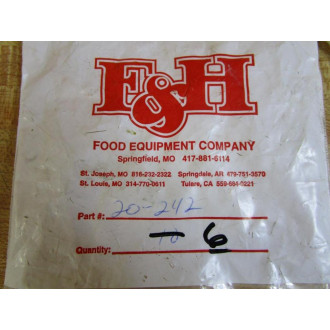 F&H
FOOD EQUIPMENT COMPANY
Springfield, MO 417-881-6114
St. Joseph, MO 816-232-2322 Springdale, AR 479-751-3570
St. Louis, MO 314-770-0611 Tulare, CA 559-684-0221
Part #: 20-242
Quantity: 10 6